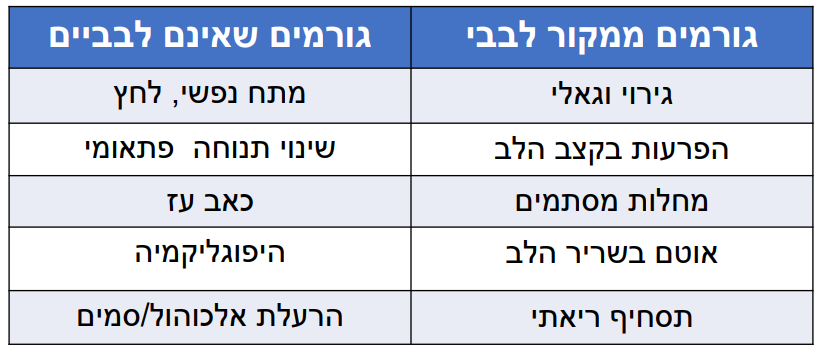 גורמים ממקור לבבי
גורמים שאינם לבביים
גירוי וגאלי
מתח נפשי, לחץ
הפרעות בקצב הלב
שינוי תנוחה  פתאומי
מחלות מסתמים
כאב עז
אוטם בשריר הלב
היפוגליקמיה
תסחיף ריאתי
הרעלת אלכוהול/סמים